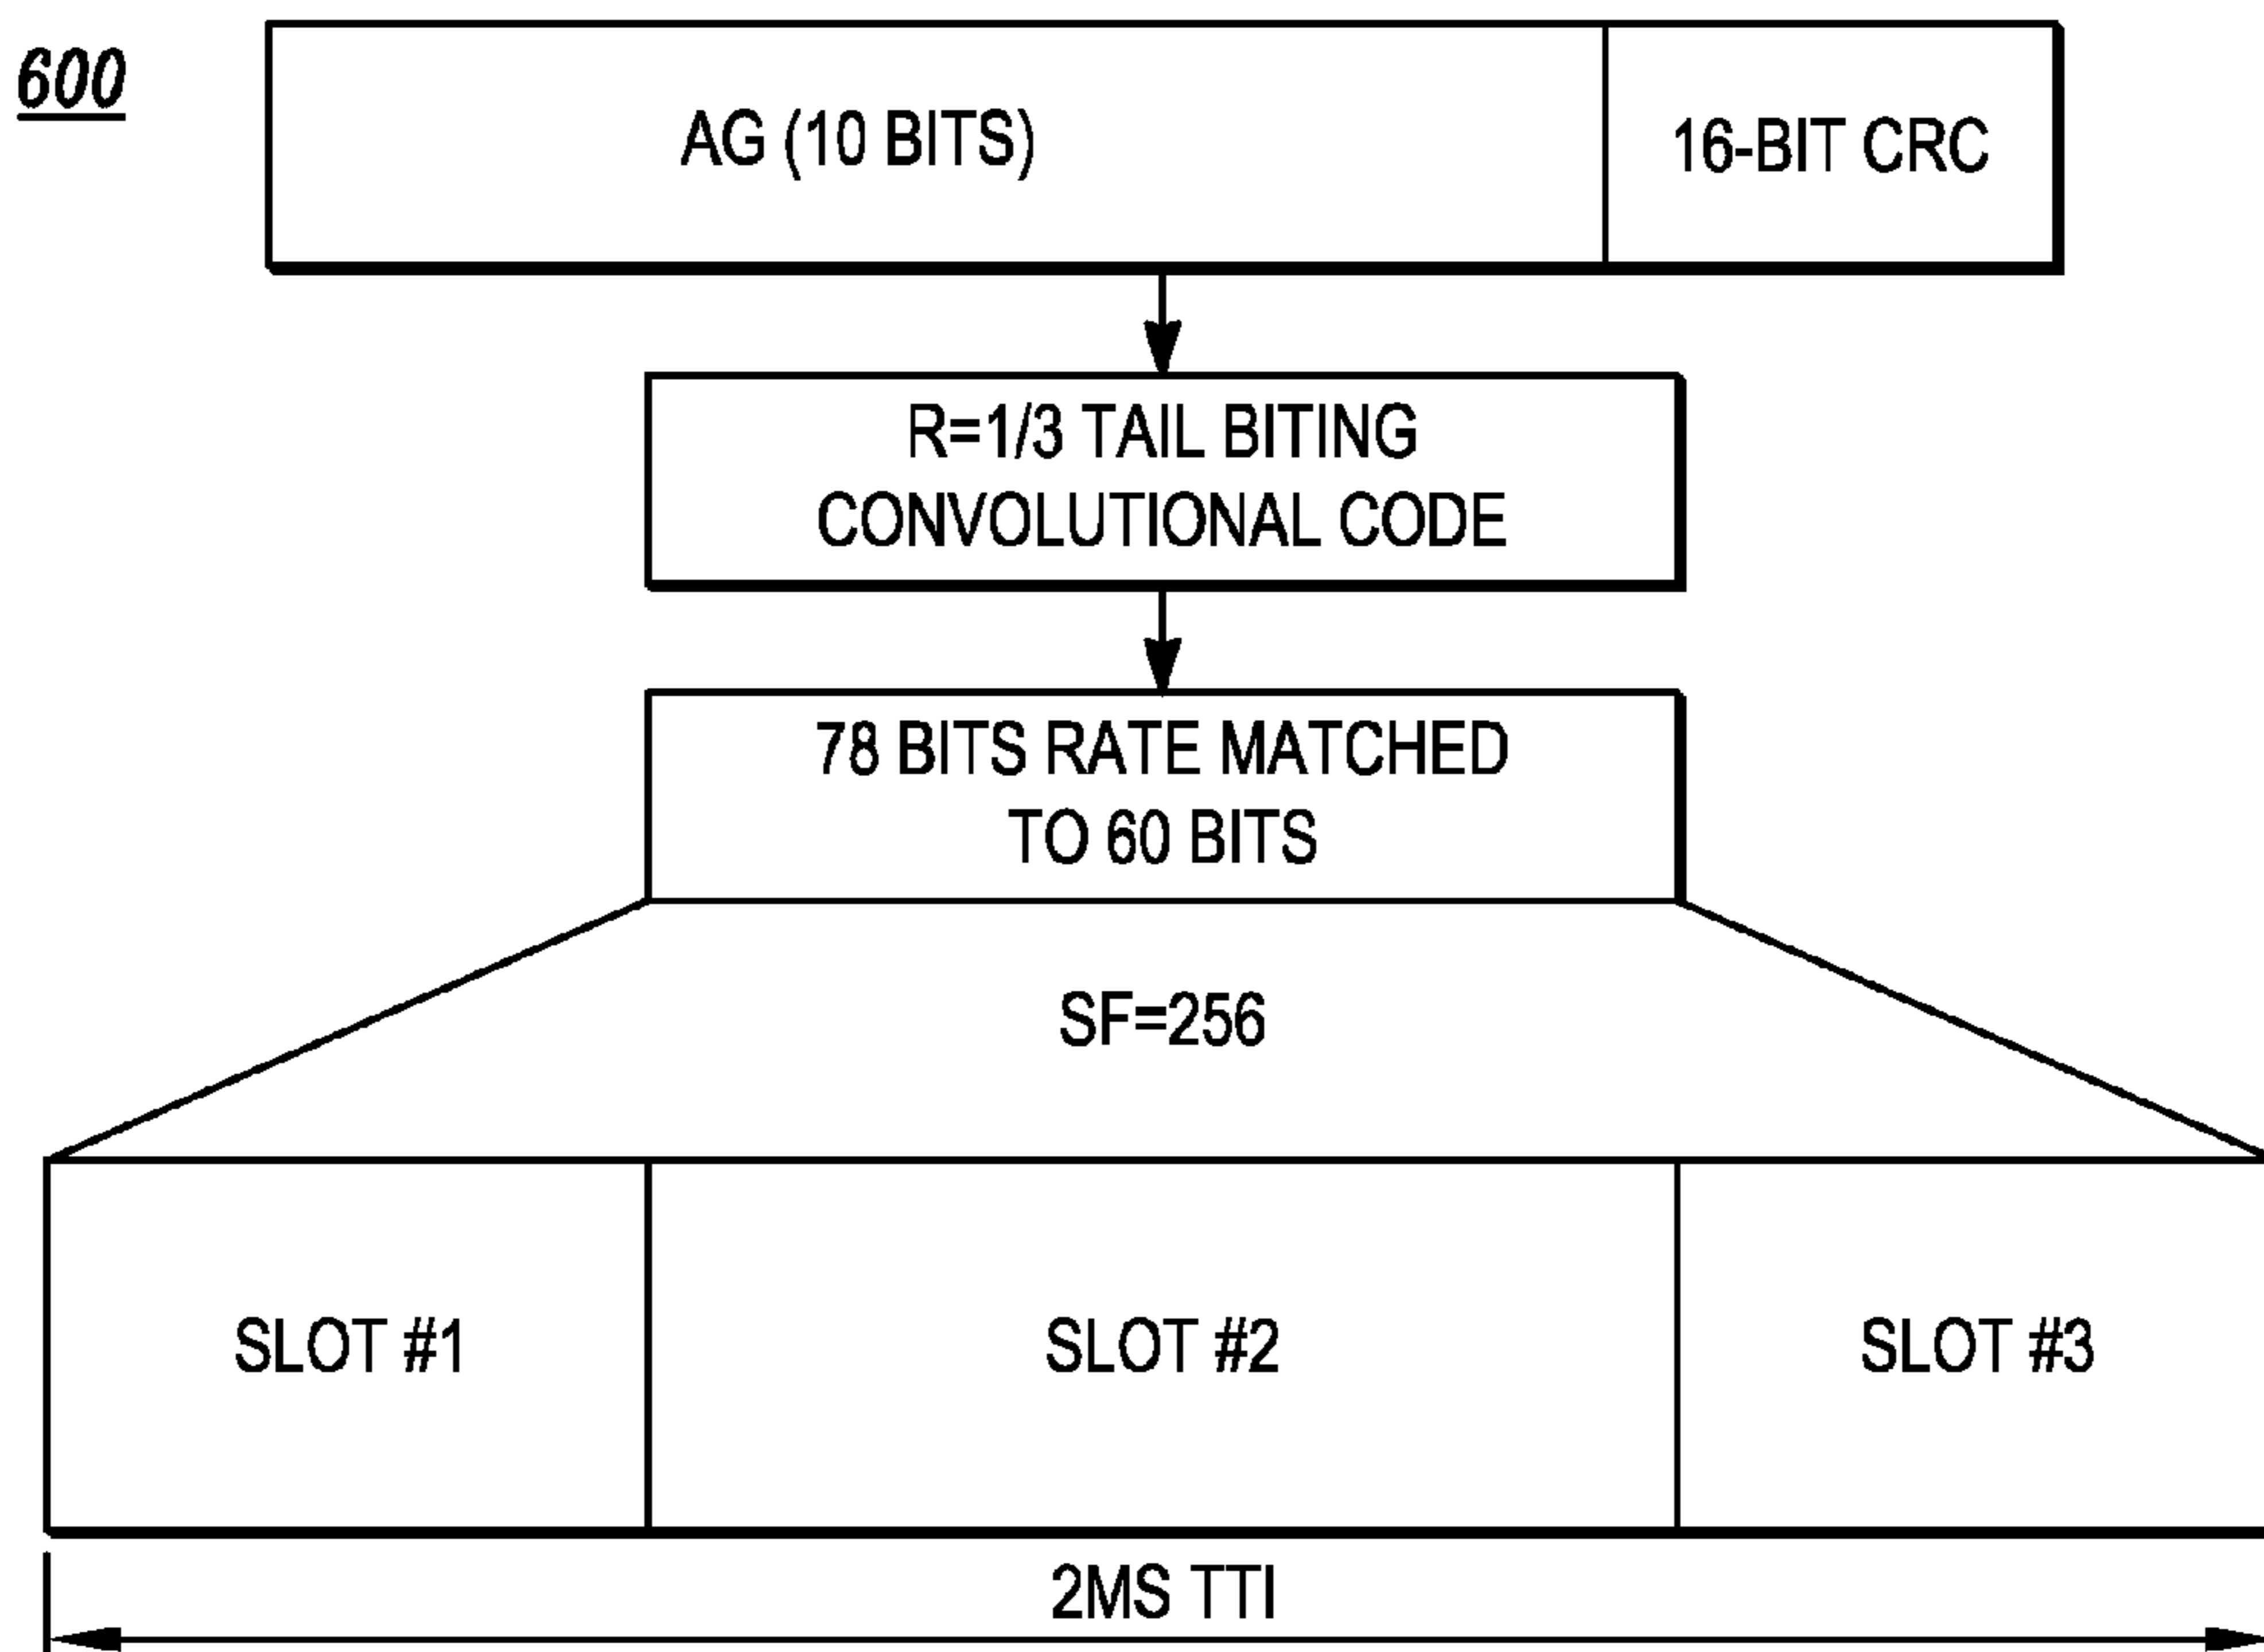 600
AG (10 BITS)
16-BIT CRC
R=1/3 TAIL BITING
CONVOLUTIONAL CODE
78 BITS RATE MATCHED
TO 60 BITS
SF=256
SLOT #1
SLOT #2
SLOT #3
2MS TTI